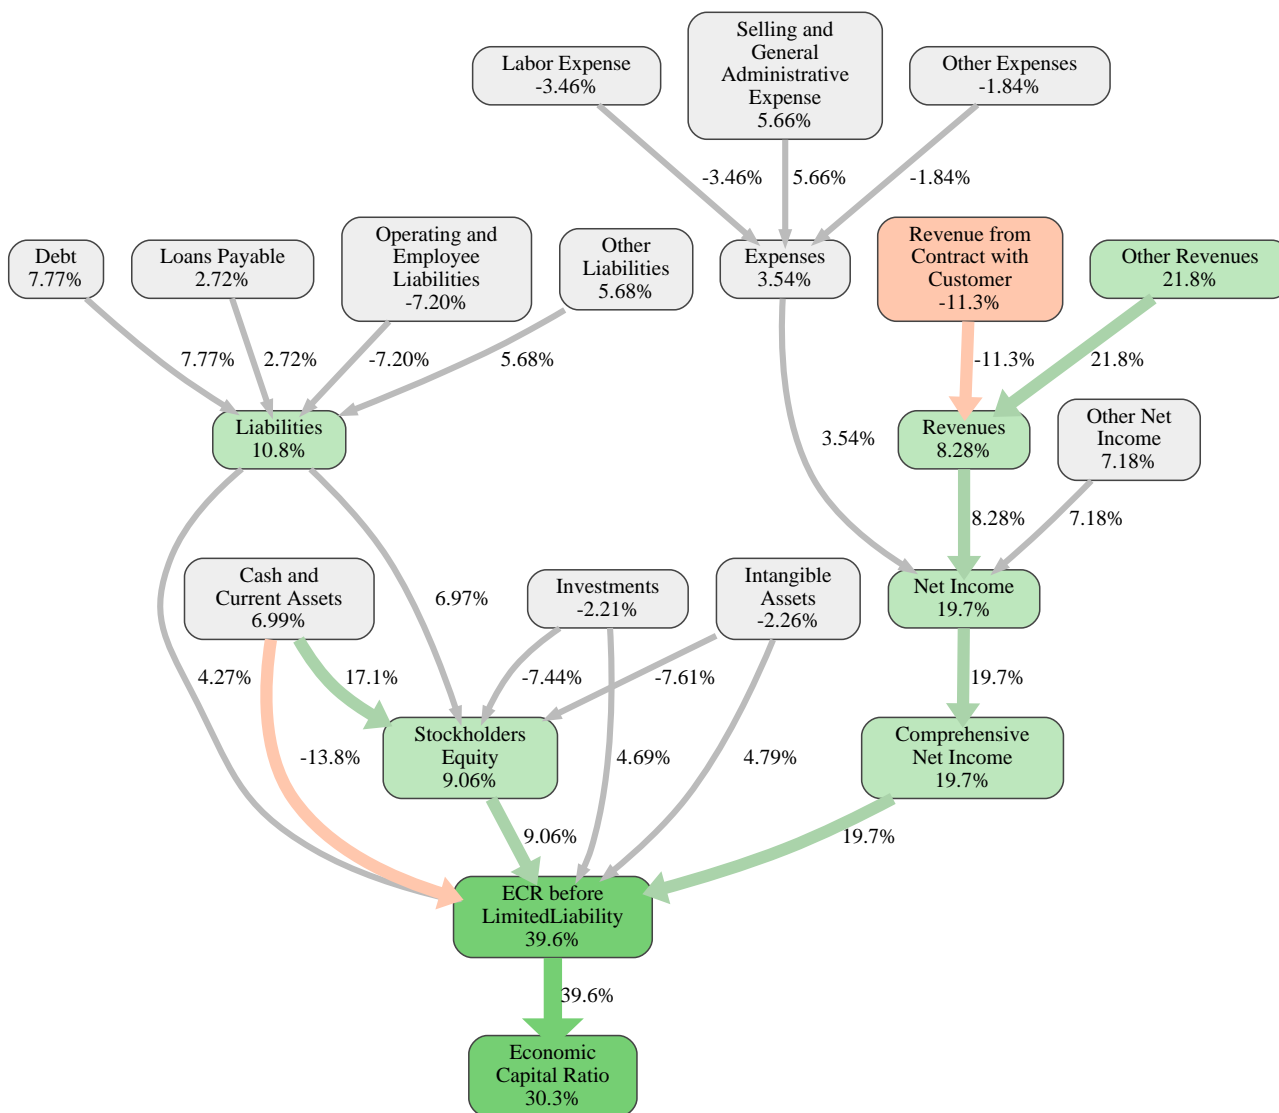 Selling and
General
Administrative
Expense
5.66%
Labor Expense
-3.46%
Other Expenses
-1.84%
-3.46%
5.66%
-1.84%
Debt
7.77%
Loans Payable
2.72%
Operating and
Employee
Liabilities
-7.20%
Other
Liabilities
5.68%
Expenses
3.54%
Revenue from
Contract with
Customer
-11.3%
Other Revenues
21.8%
7.77%
2.72%
-7.20%
5.68%
-11.3%
21.8%
Liabilities
10.8%
3.54%
Revenues
8.28%
Other Net
Income
7.18%
8.28%
7.18%
Cash and
Current Assets
6.99%
6.97%
Investments
-2.21%
Intangible
Assets
-2.26%
Net Income
19.7%
4.27%
17.1%
-7.44%
-7.61%
19.7%
-13.8%
Stockholders
Equity
9.06%
4.69%
4.79%
Comprehensive
Net Income
19.7%
9.06%
19.7%
ECR before
LimitedLiability
39.6%
39.6%
Economic
Capital Ratio
30.3%